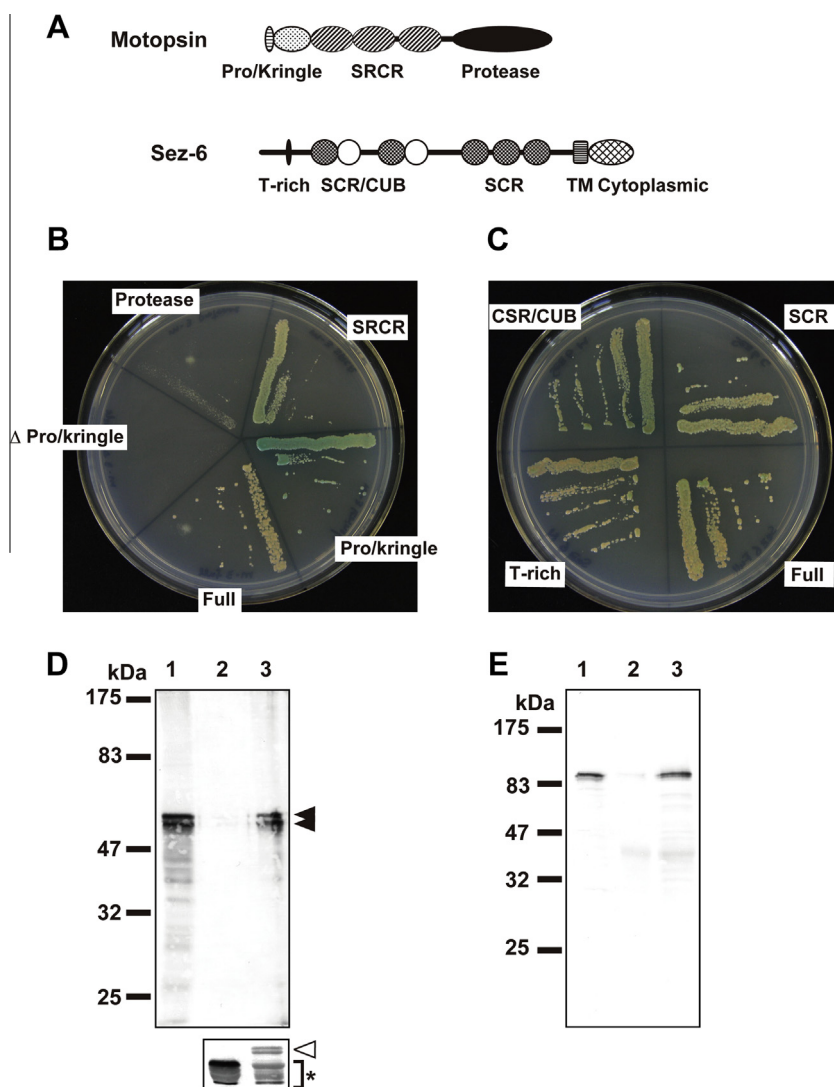 A
Motopsin
Pro/Kringle SRCR Protease
Sez-6
T-rich SCR/CUB SCR TM Cytoplasmic
B
Protease
SRCR
Δ Pro/kringle
Pro/kringle
Full
C
CSR/CUB
SCR
T-rich
Full
D
kDa 1 2 3
175
83
47
32
25
*
E
1 2 3
kDa
175
83
47
32
25